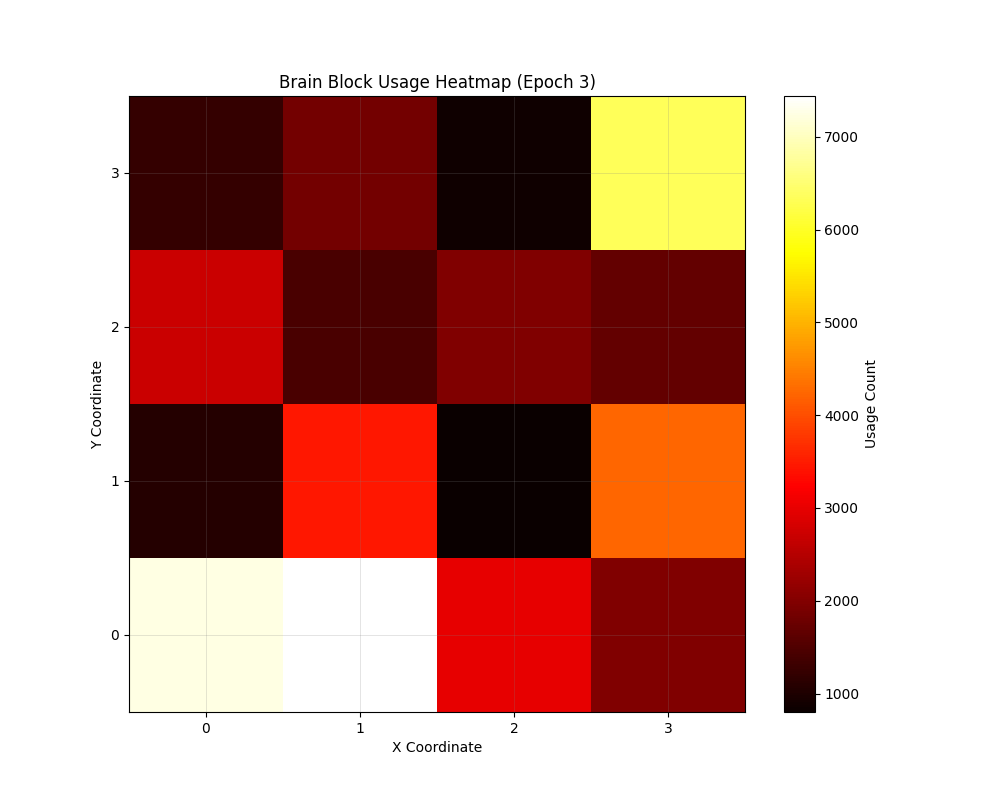 Brain Block Usage Heatmap (Epoch 3)
3
2
1
0
Y Coordinate
0 1 2 3
X Coordinate
7000
6000
5000
4000
3000
2000
1000
Usage Count